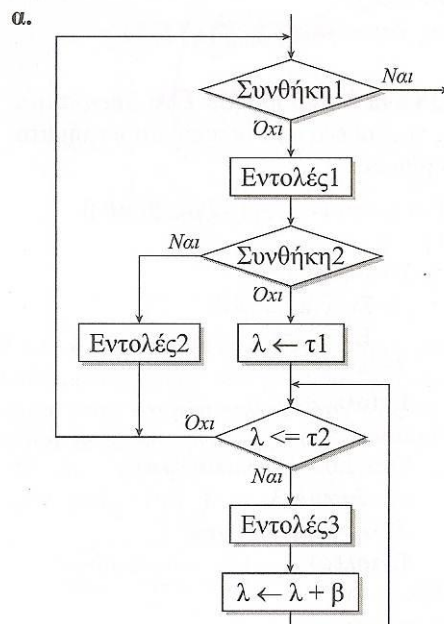 α.
Συνθήκη1
Ναι
Όχι
Εντολές1
Ναι
Συνθήκη2
Όχι
Εντολές2
λ ← τ1
Όχι
λ <= τ2
Ναι
Εντολές3
λ ← λ + β